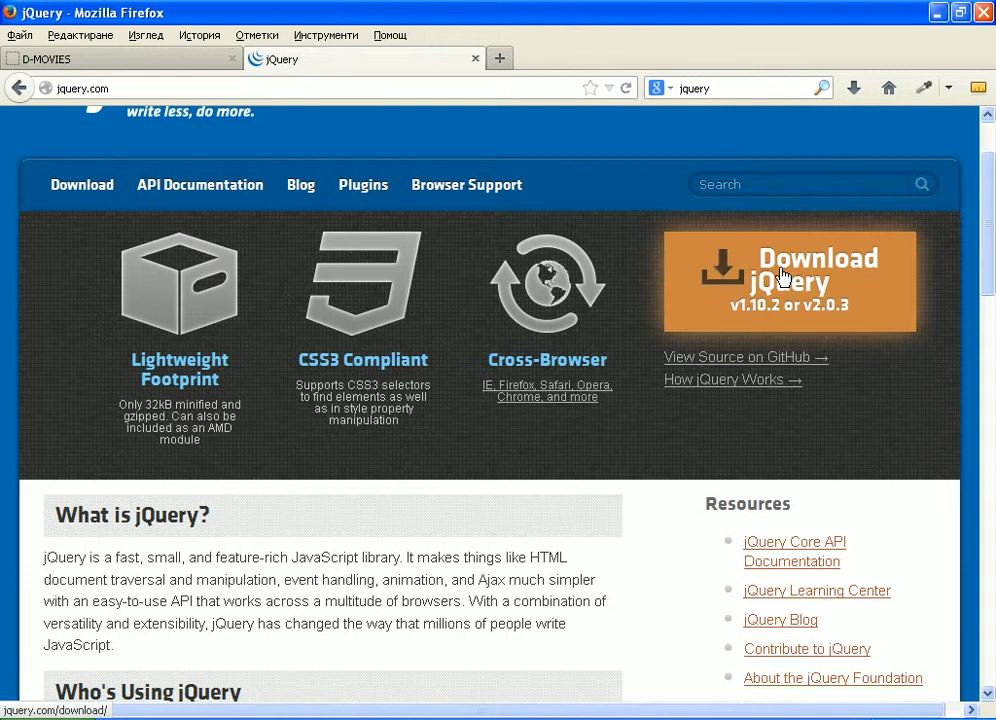 jQuery - Mozilla Firefox
Файл Редактиране Изглед История Отметки Инструменти Помощ
D-MOVIES jQuery
jquery.com jquery
write less, do more.
Download API Documentation Blog Plugins Browser Support Search
Lightweight
Footprint
Only 32kB minified and
gzipped. Can also be
included as an AMD
module
CSS3 Compliant
Supports CSS3 selectors
to find elements as well
as in style property
manipulation
Cross-Browser
IE, Firefox, Safari, Opera,
Chrome, and more
Download
jQuery
v1.10.2 or v2.0.3
View Source on GitHub →
How jQuery Works →
What is jQuery?
jQuery is a fast, small, and feature-rich JavaScript library. It makes things like HTML
document traversal and manipulation, event handling, animation, and Ajax much simpler
with an easy-to-use API that works across a multitude of browsers. With a combination of
versatility and extensibility, jQuery has changed the way that millions of people write
JavaScript.
Who's Using jQuery
Resources
jQuery Core API
Documentation
jQuery Learning Center
jQuery Blog
Contribute to jQuery
About the jQuery Foundation
jquery.com/download/